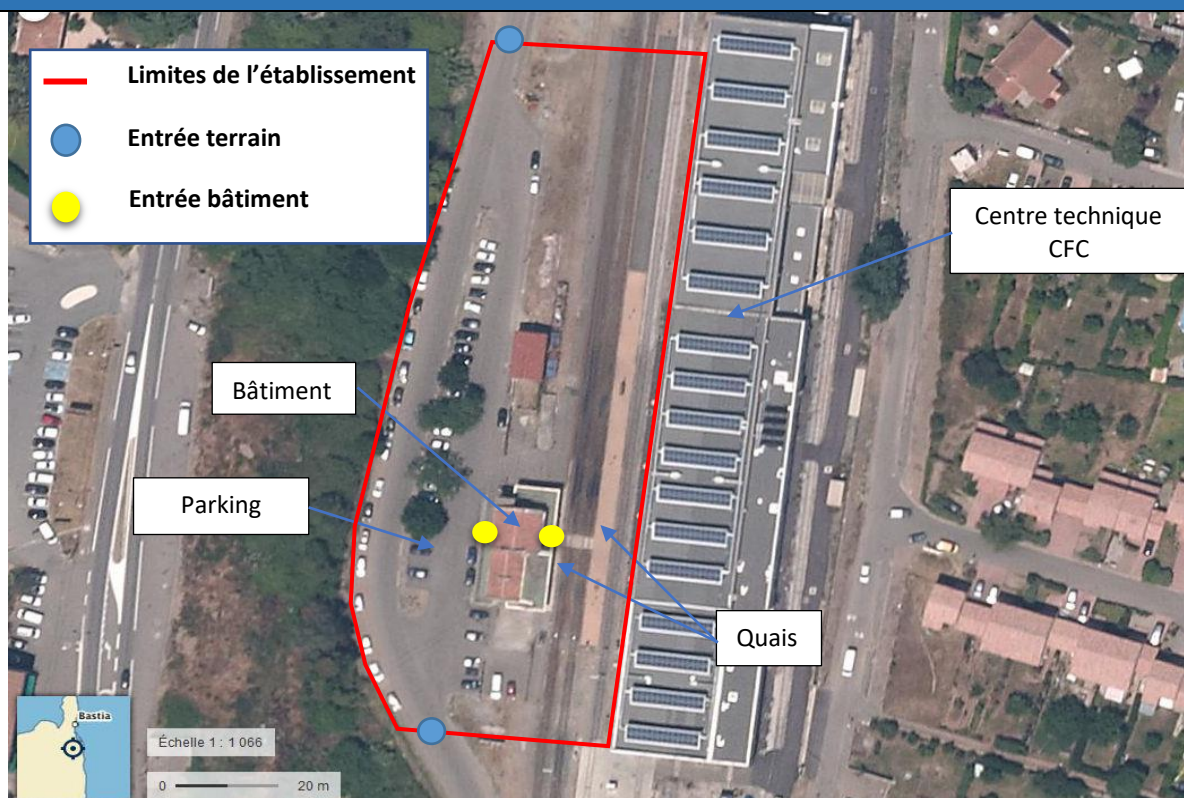 Limites de l’établissement
Entrée terrain
Entrée bâtiment
Centre technique
CFC
Bâtiment
Parking
Quais
Bastia
Échelle 1 : 1 066
0 20 m